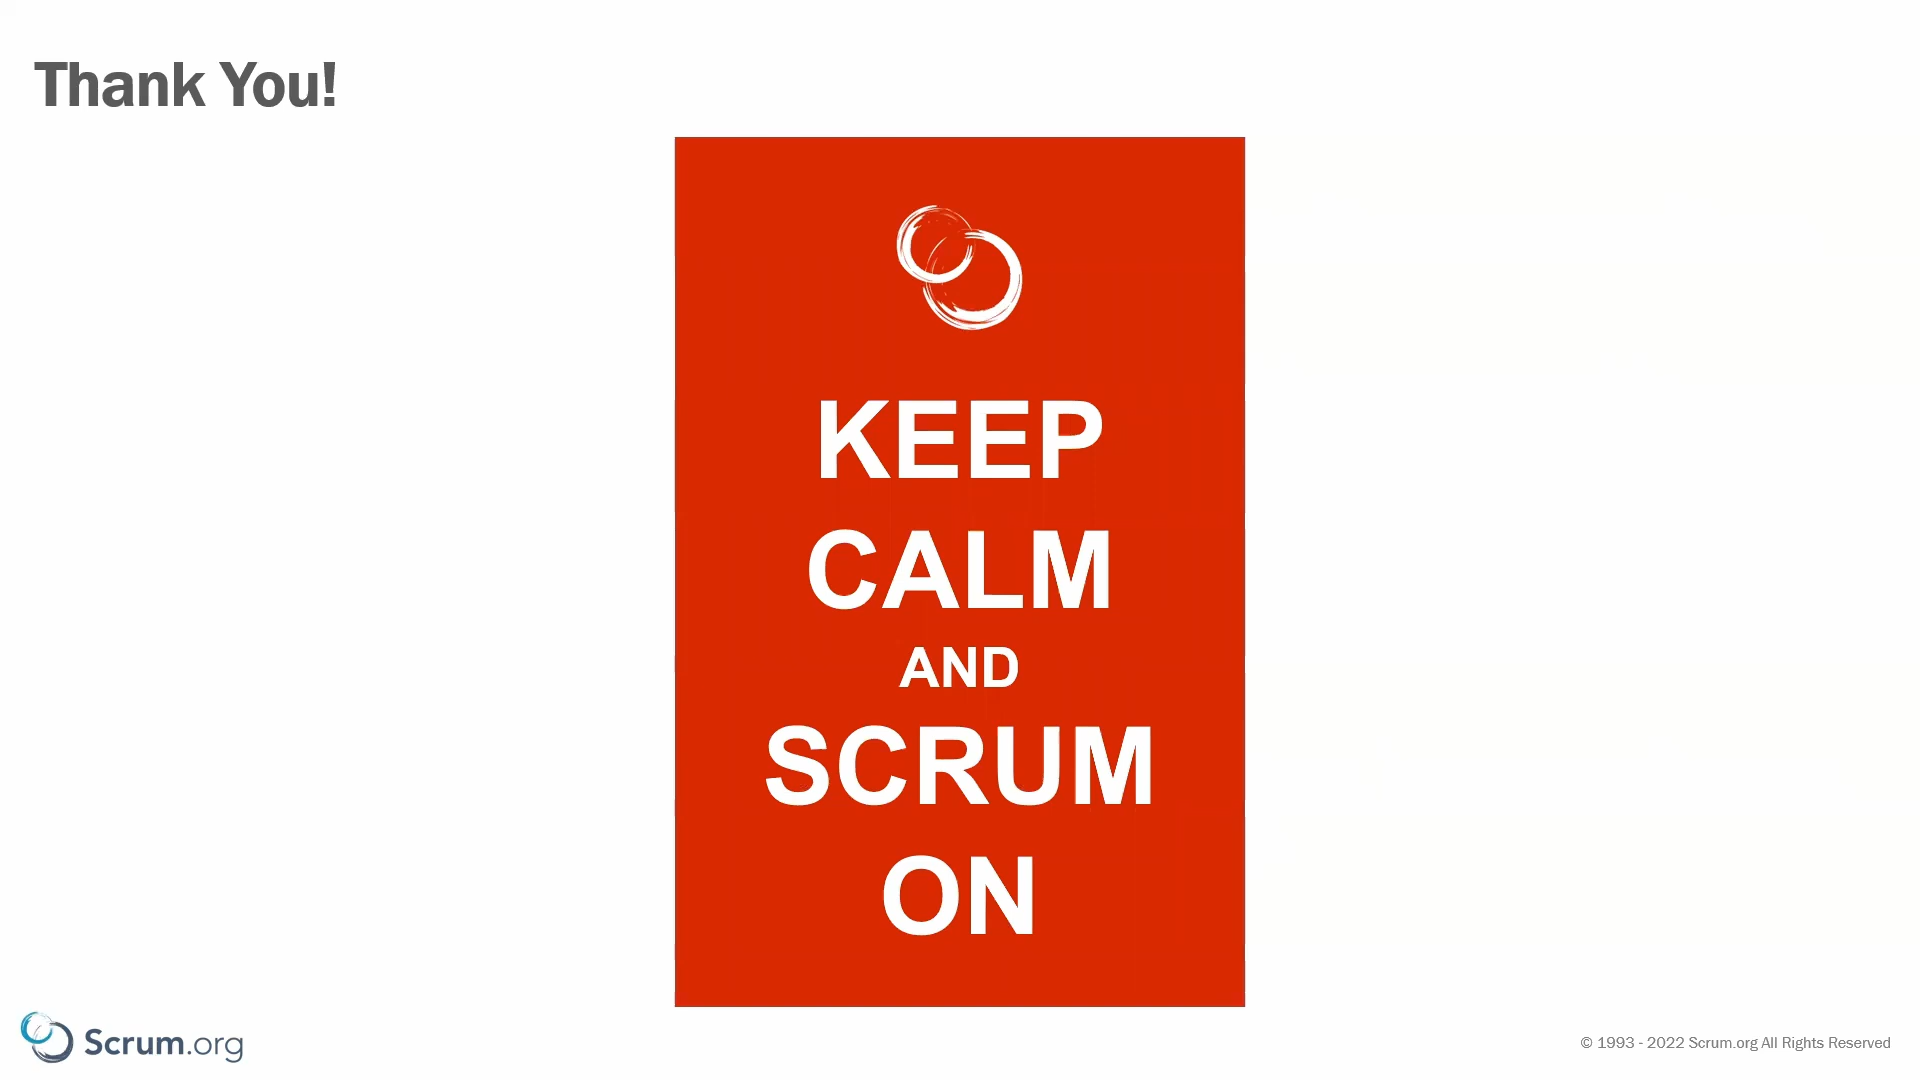 Thank You!
KEEP
CALM
AND
SCRUM
ON
Scrum.org
© 1993 - 2022 Scrum.org All Rights Reserved